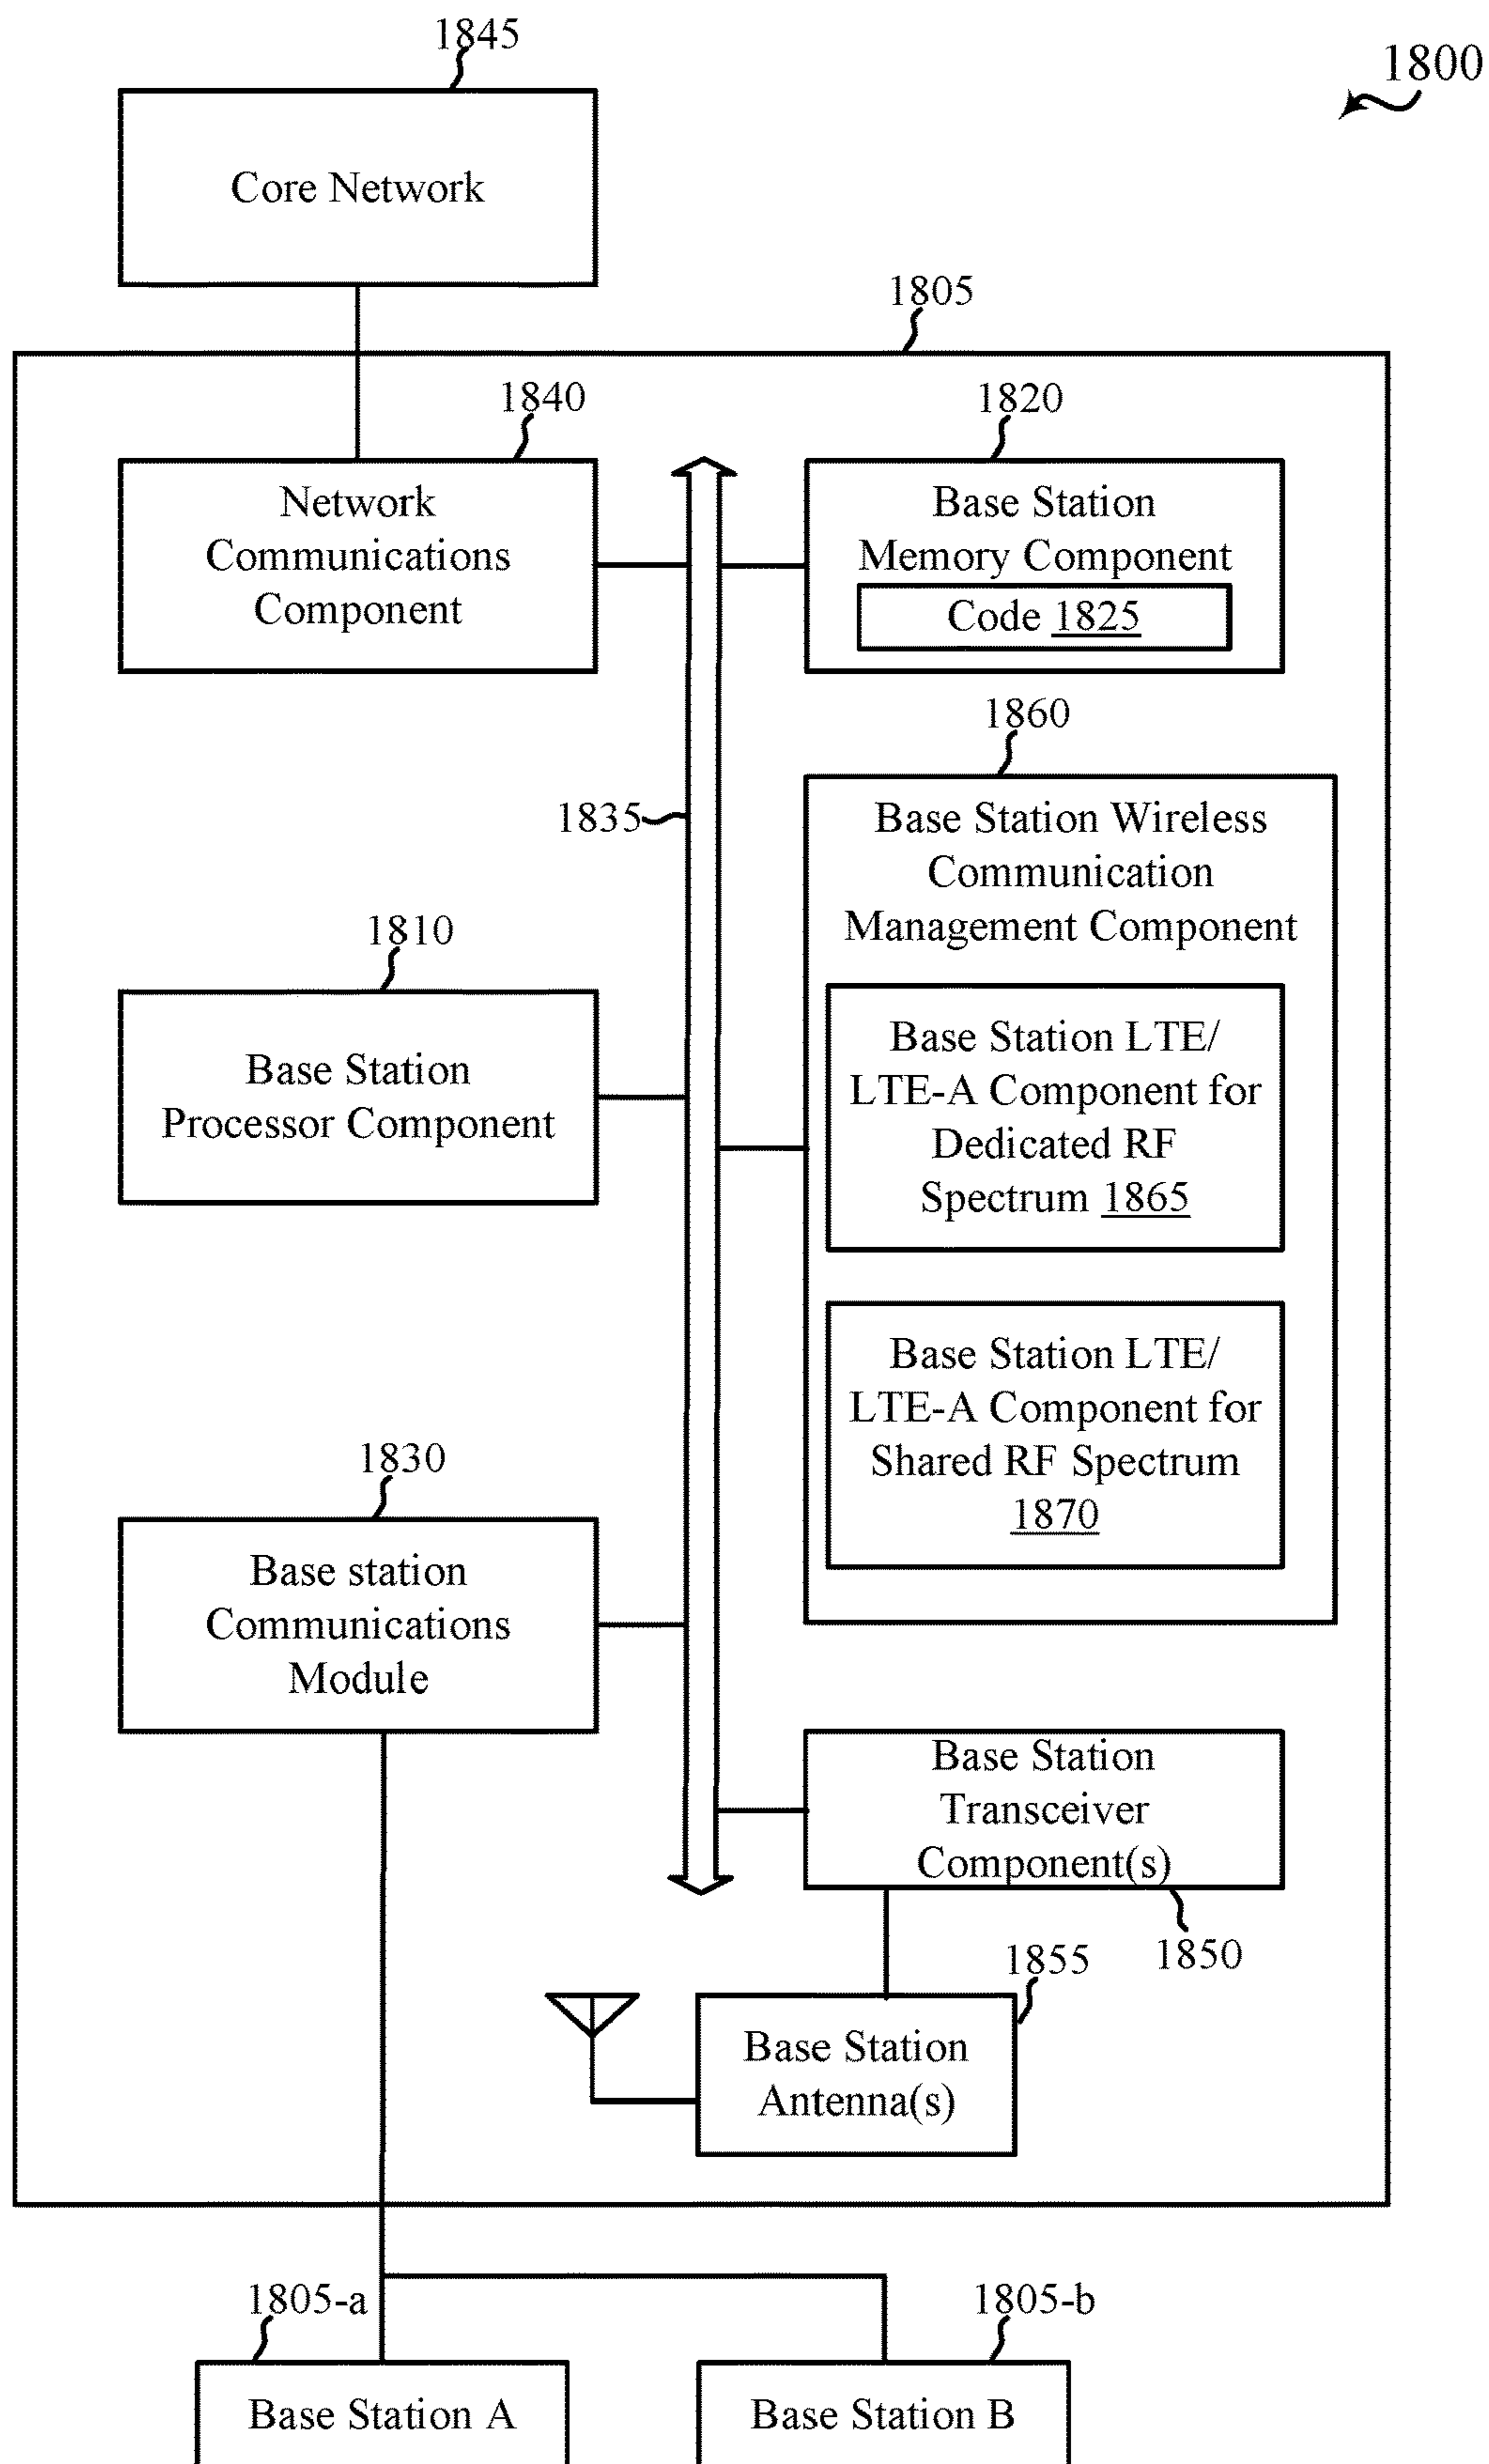 1845
1800
Core Network
1805
1840
1820
Network
Communications
Component
Base Station
Memory Component
Code 1825
1860
1835
Base Station Wireless
Communication
Management Component
1810
Base Station
Processor Component
Base Station LTE/
LTE-A Component for
Dedicated RF
Spectrum 1865
Base Station LTE/
LTE-A Component for
Shared RF Spectrum
1870
1830
Base station
Communications
Module
Base Station
Transceiver
Component(s)
1850
1855
Base Station
Antenna(s)
1805-a
1805-b
Base Station A
Base Station B